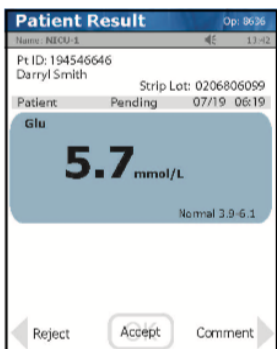 Patient Result Op: 8636
Name: NICU-1 13:42
Pt ID: 194546646
Darryl Smith
Strip Lot: 0206806099
Patient Pending 07/19 06:19
Glu
5.7 mmol/L
Normal 3.9-6.1
Reject Accept Comment